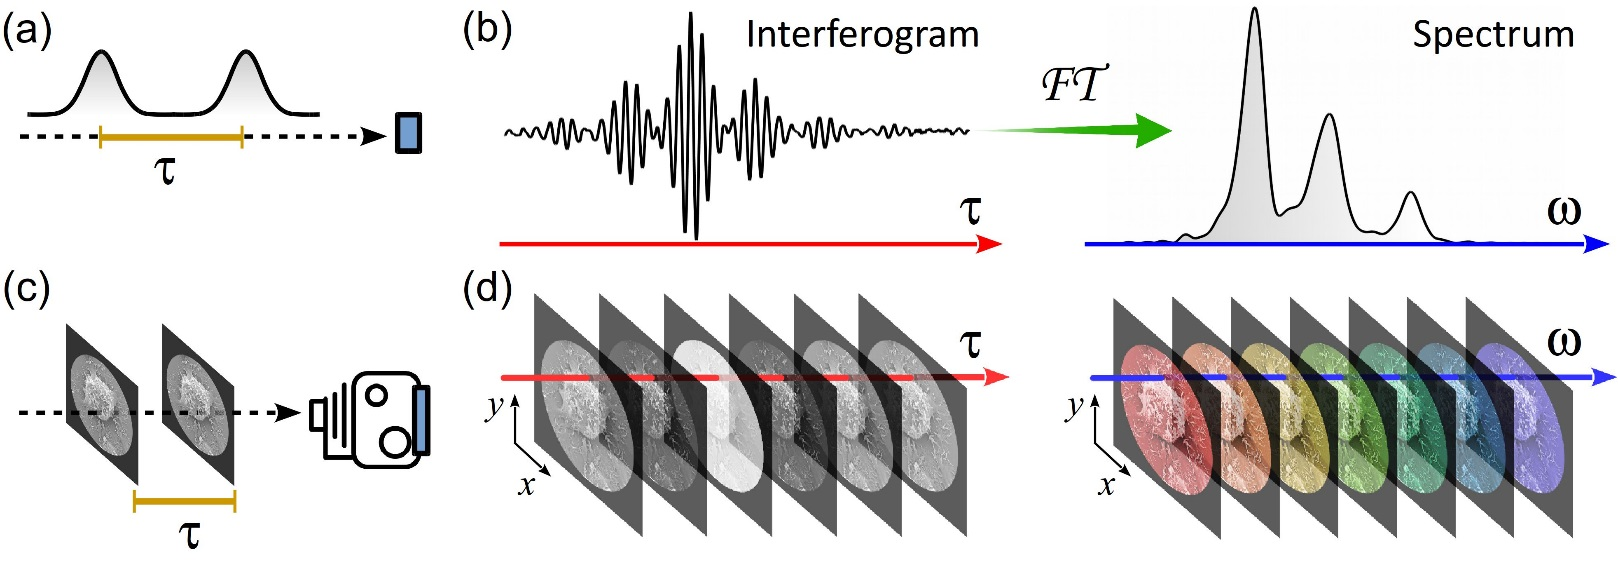 (a)
τ
(b)
Interferogram
τ
ℱ𝒯
Spectrum
ω
(c)
τ
(d)
τ
y
x
ω
y
x